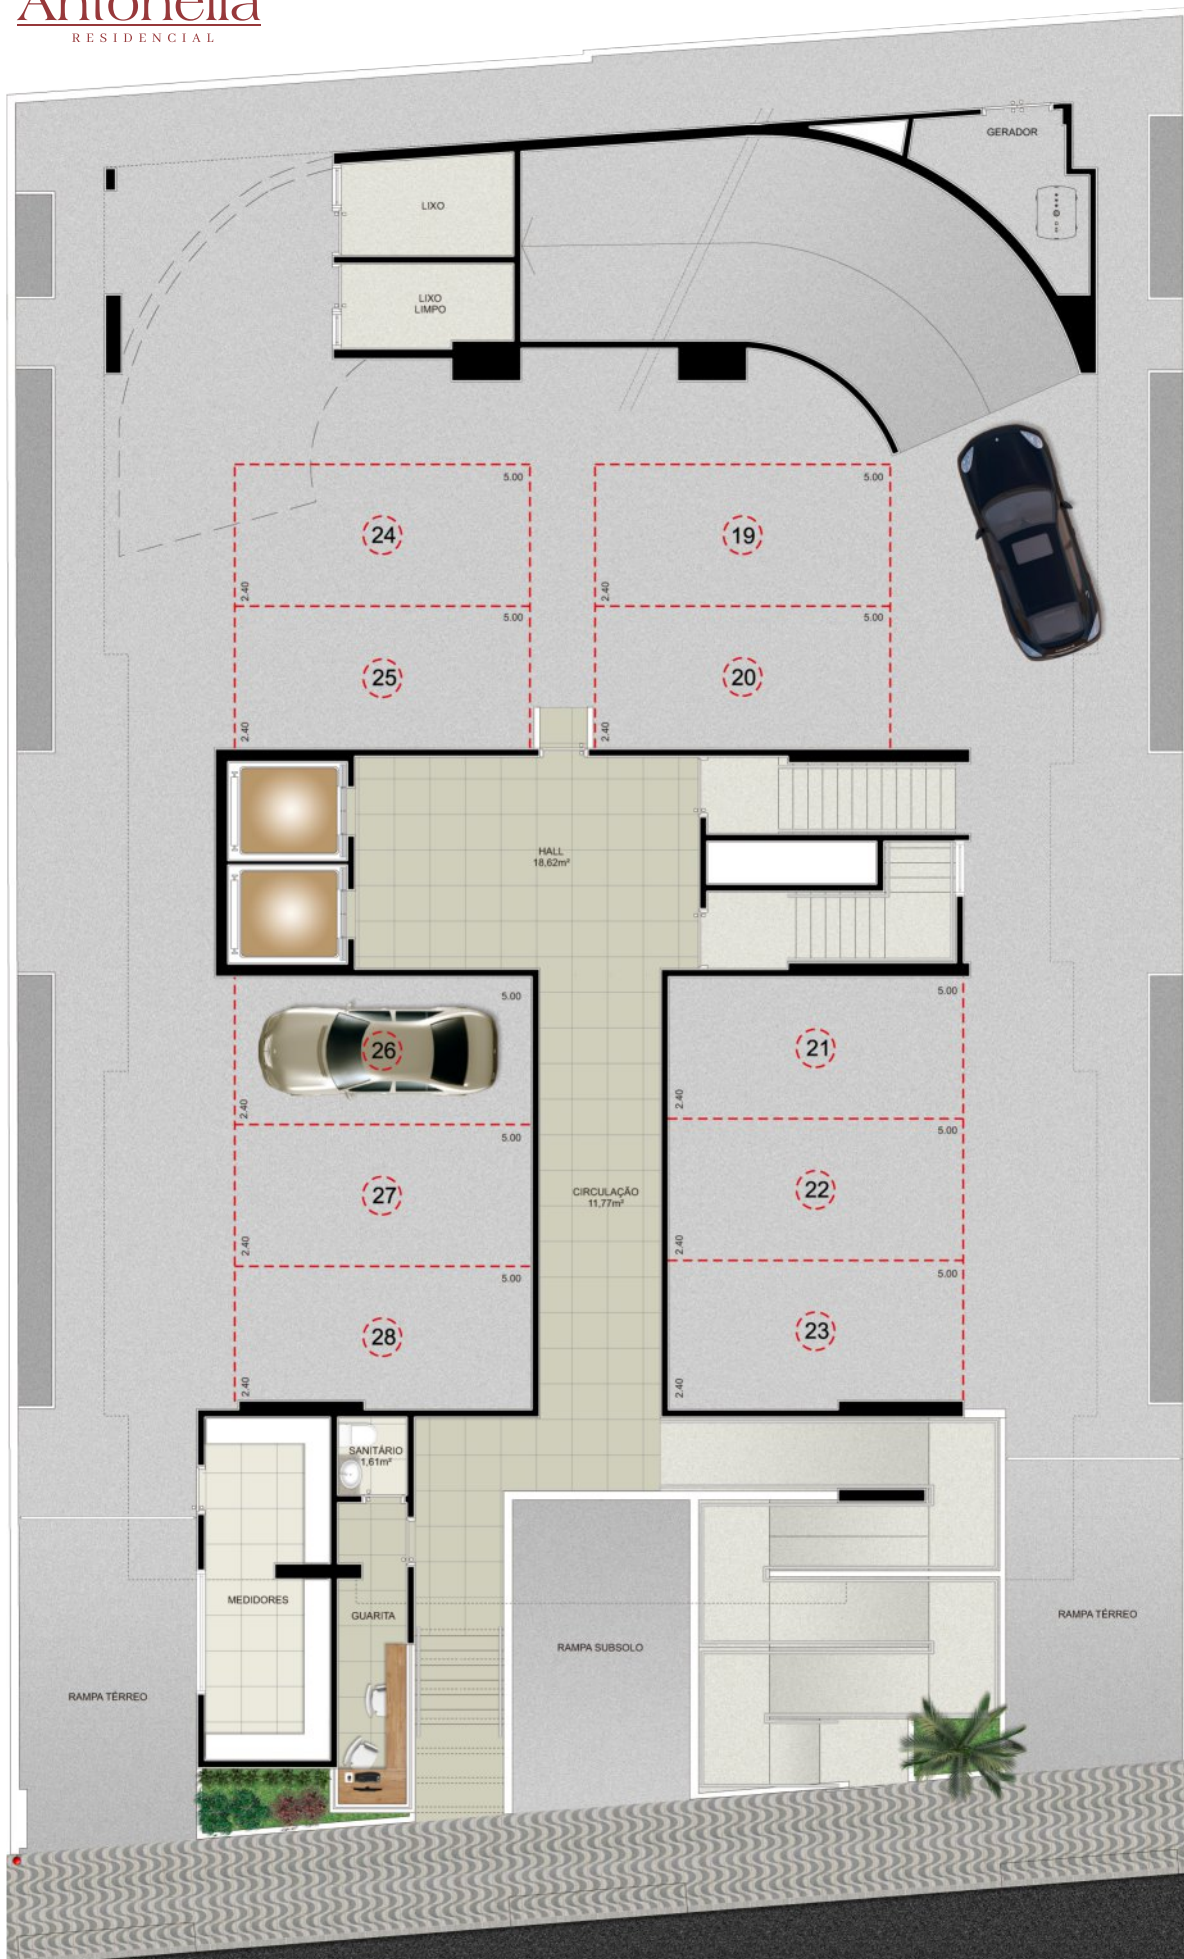 Antonella
RESIDENCIAL
GERADOR
LIXO
LIXO
LIMPO
5.00
5.00
24
19
2.40
2.40
5.00
5.00
25
20
2.40
2.40
HALL
18,62m²
5.00
5.00
26
21
2.40
2.40
5.00
5.00
CIRCULAÇÃO
11,77m²
27
22
2.40
2.40
5.00
5.00
28
23
2.40
2.40
SANITÁRIO
1,61m²
MEDIDORES
GUARITA
RAMPA TÉRREO
RAMPA SUBSOLO
RAMPA TÉRREO